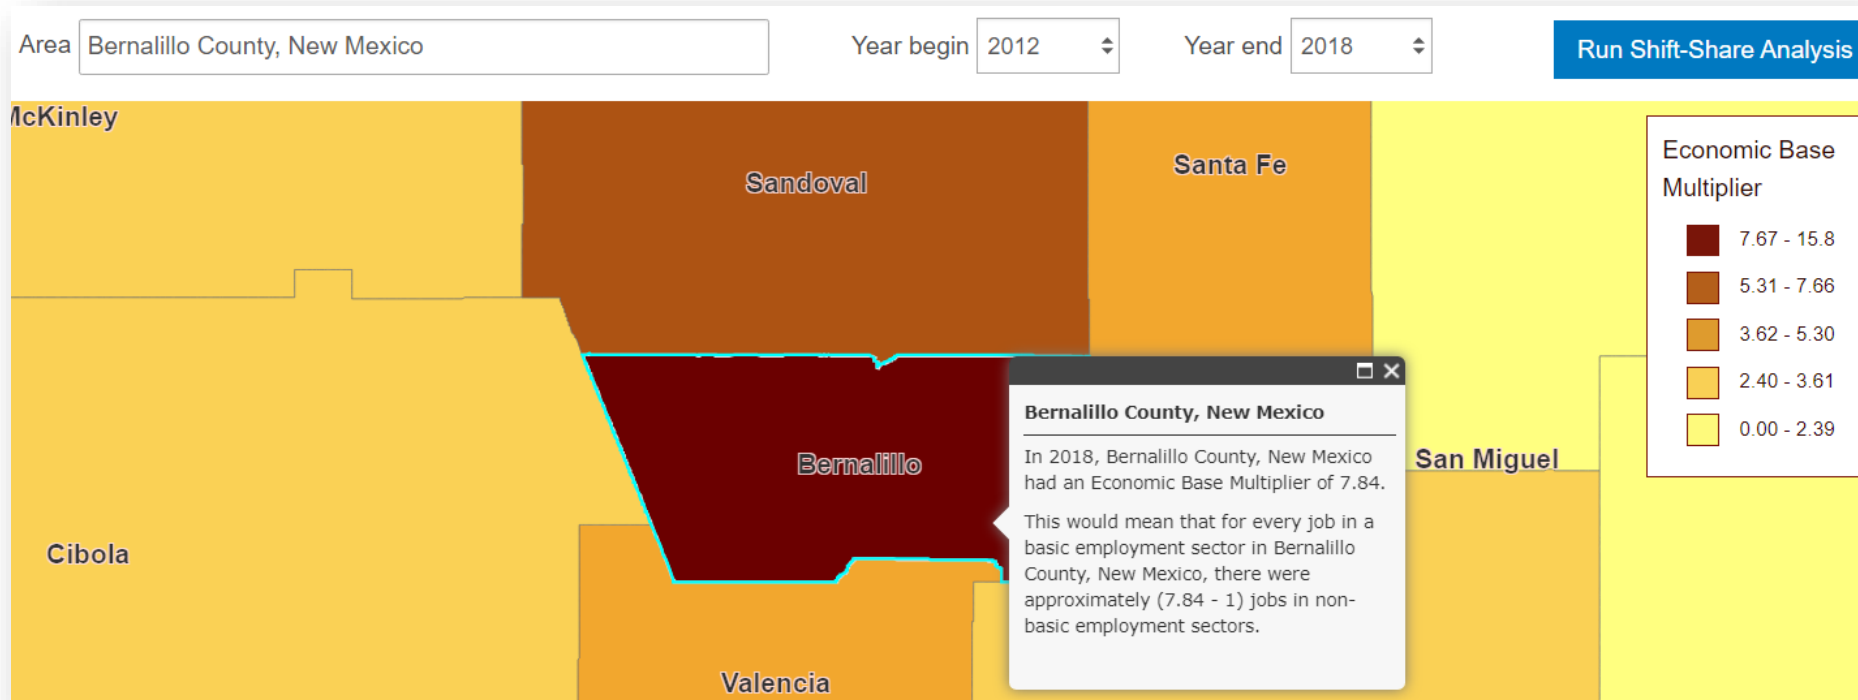 Area Bernalillo County, New Mexico Year begin 2012 Year end 2018 Run Shift-Share Analysis
McKinley
Sandoval
Santa Fe
Economic Base
Multiplier
7.67 - 15.8
5.31 - 7.66
3.62 - 5.30
2.40 - 3.61
0.00 - 2.39
Bernalillo
Bernalillo County, New Mexico
In 2018, Bernalillo County, New Mexico
had an Economic Base Multiplier of 7.84.
This would mean that for every job in a
basic employment sector in Bernalillo
County, New Mexico, there were
approximately (7.84 - 1) jobs in non-
basic employment sectors.
San Miguel
Cibola
Valencia